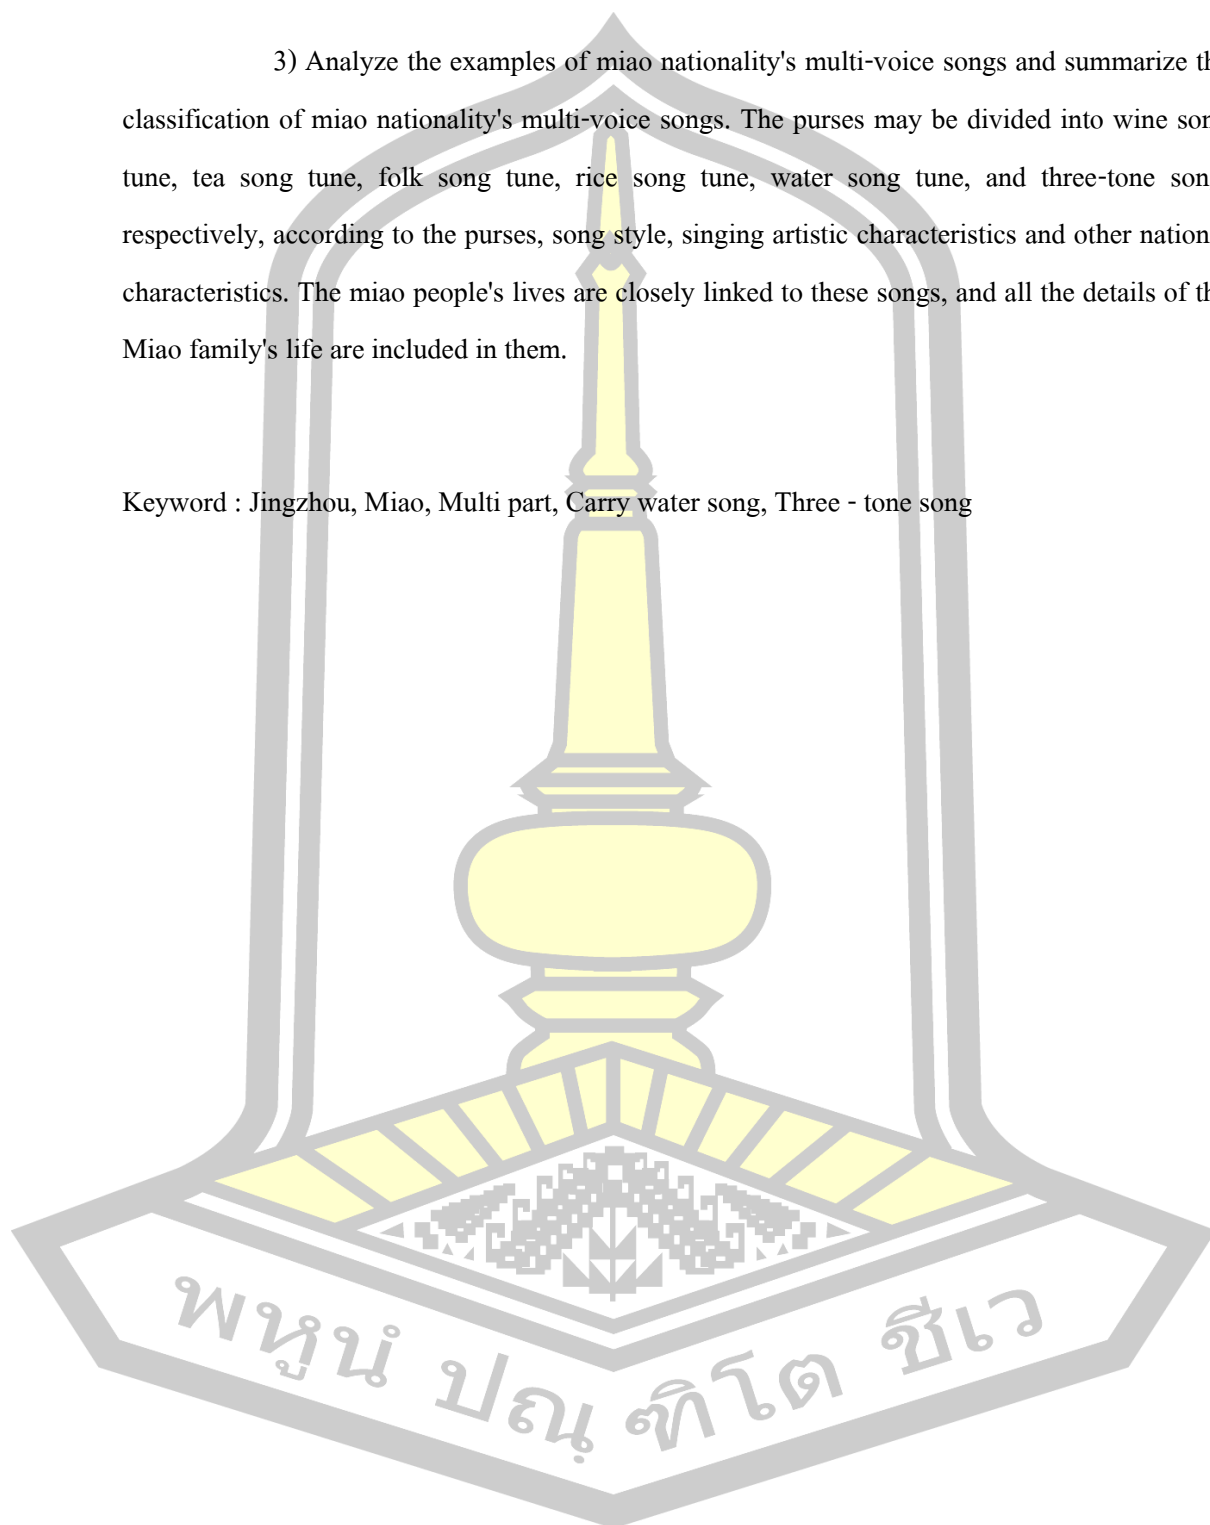 3) Analyze the examples of miao nationality's multi-voice songs and summarize th
classification of miao nationality's multi-voice songs. The purses may be divided into wine son
tune, tea song tune, folk song tune, rice song tune, water song tune, and three-tone son
respectively, according to the purses, song style, singing artistic characteristics and other nation
characteristics. The miao people's lives are closely linked to these songs, and all the details of th
Miao family's life are included in them.
Keyword : Jingzhou, Miao, Multi part, Carry water song, Three - tone song
พหูนํ ปณฺฑิโต ชีเว